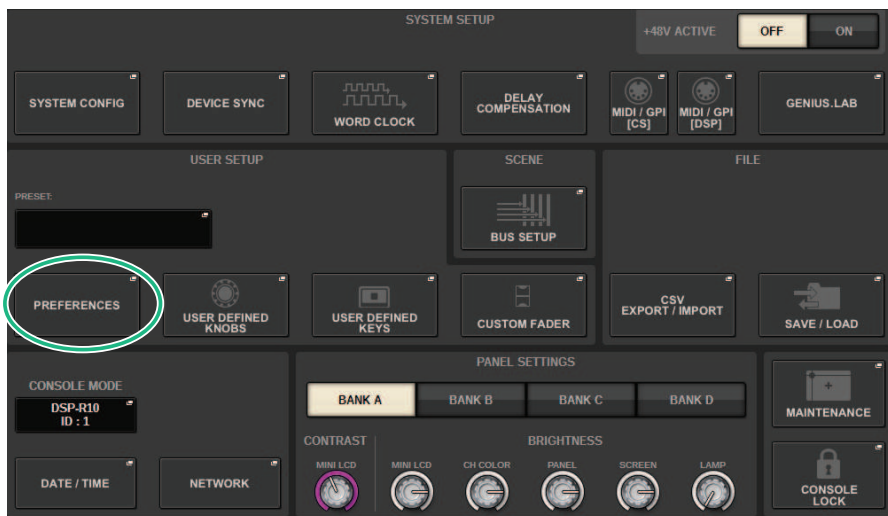 SYSTEM SETUP
+48V ACTIVE
OFF
ON
SYSTEM CONFIG
DEVICE SYNC
WORD CLOCK
DELAY
COMPENSATION
MIDI / GPI
[CS]
MIDI / GPI
[DSP]
GENIUS.LAB
USER SETUP
PRESET:
SCENE
BUS SETUP
FILE
PREFERENCES
USER DEFINED
KNOBS
USER DEFINED
KEYS
CUSTOM FADER
CSV
EXPORT / IMPORT
SAVE / LOAD
CONSOLE MODE
DSP-R10
ID : 1
DATE / TIME
NETWORK
PANEL SETTINGS
BANK A
BANK B
BANK C
BANK D
CONTRAST
BRIGHTNESS
MINI LCD
MINI LCD
CH COLOR
PANEL
SCREEN
LAMP
MAINTENANCE
CONSOLE
LOCK